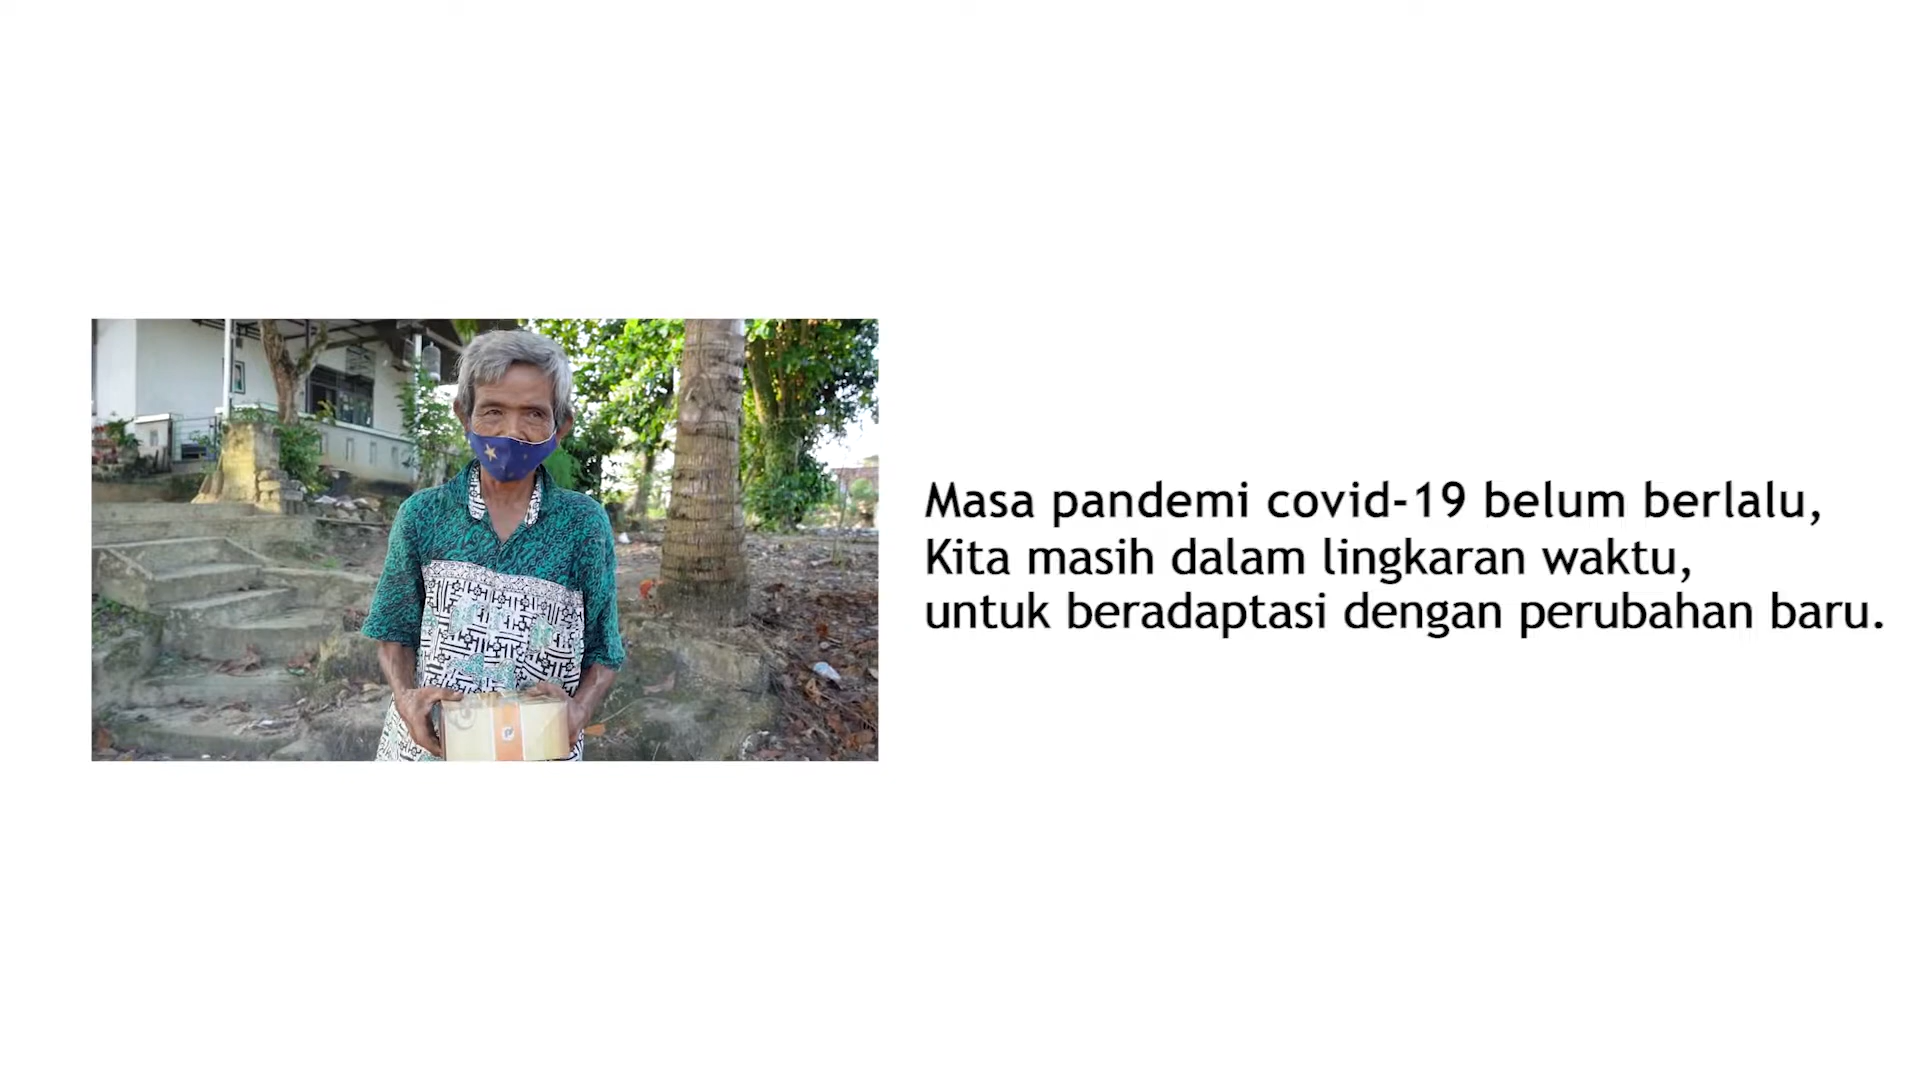 Masa pandemi covid-19 belum berlalu,
Kita masih dalam lingkaran waktu,
untuk beradaptasi dengan perubahan baru.